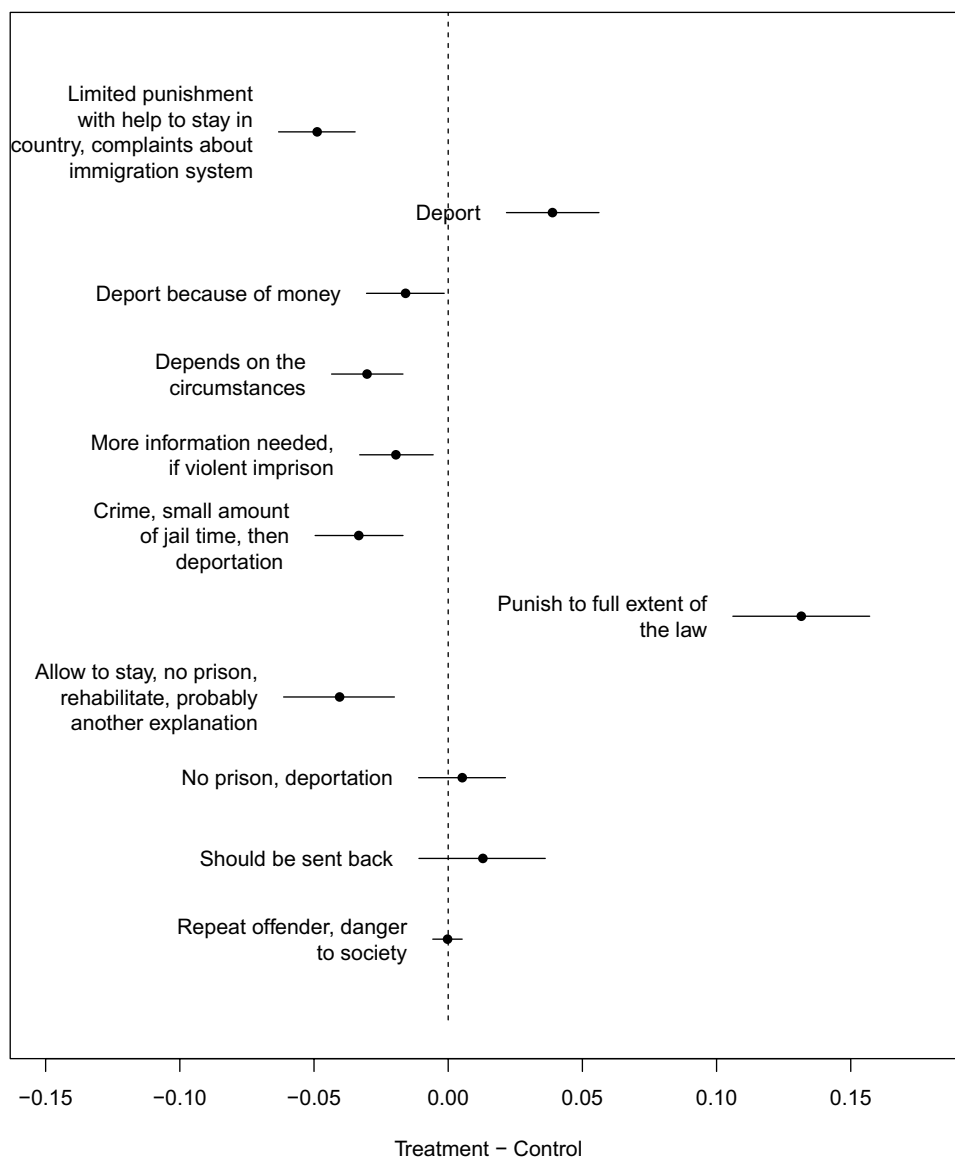 Limited punishment
with help to stay in
country, complaints about
immigration system
Deport
Deport because of money
Depends on the
circumstances
More information needed,
if violent imprison
Crime, small amount
of jail time, then
deportation
Punish to full extent of
the law
Allow to stay, no prison,
rehabilitate, probably
another explanation
No prison, deportation
Should be sent back
Repeat offender, danger
to society
−0.15 −0.10 −0.05 0.00 0.05 0.10 0.15
Treatment − Control